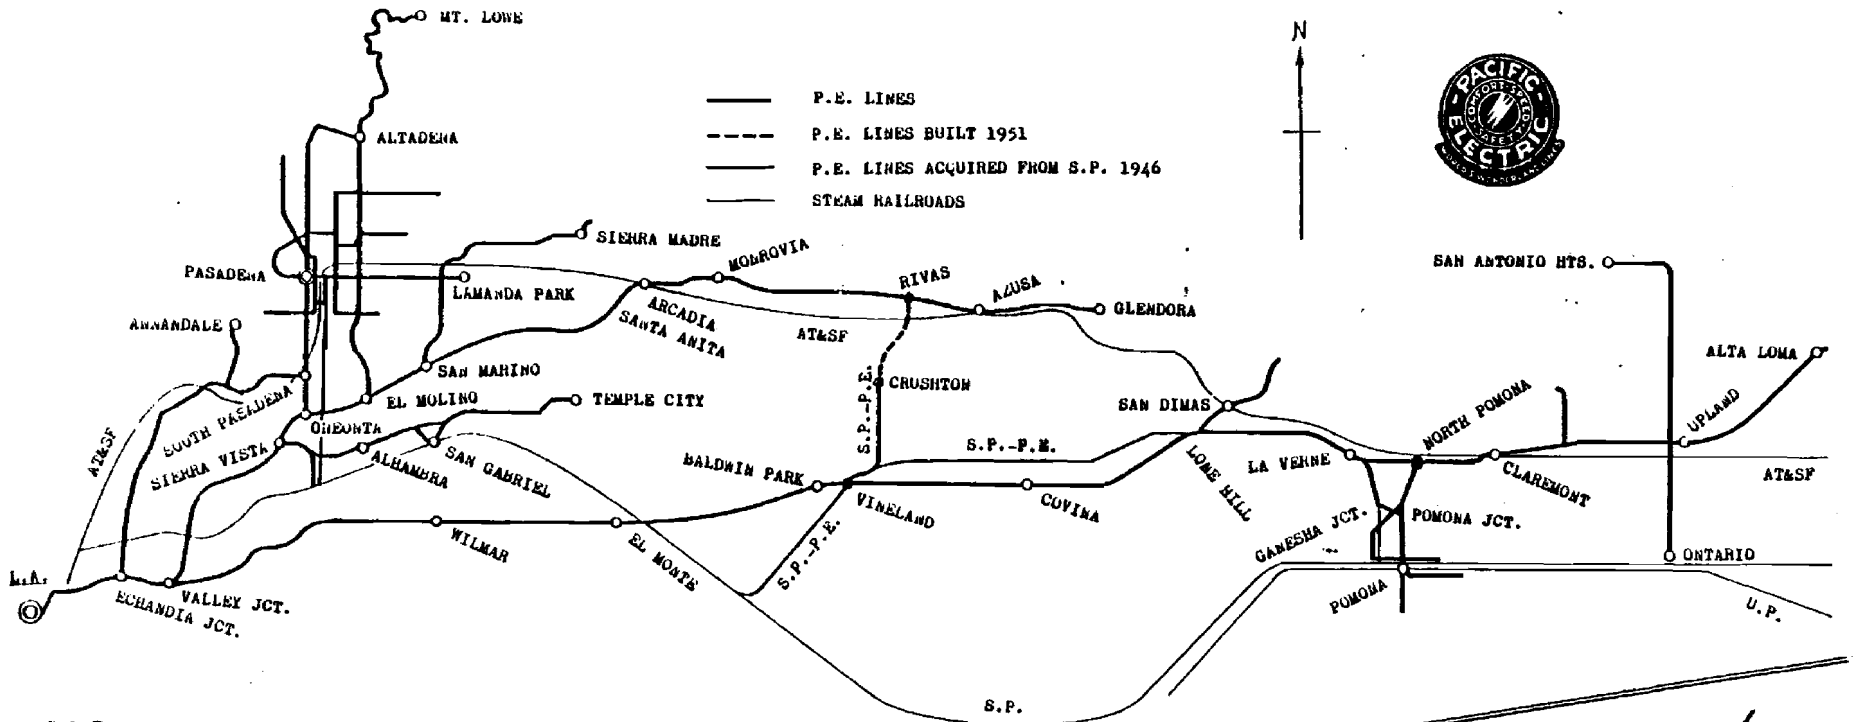 MT. LOWE
N
P.E. LINES
P.E. LINES BUILT 1951
P.E. LINES ACQUIRED FROM S.P. 1946
STEAM RAILROADS
PACIFIC ELECTRIC
COMFORT SPEED SAFETY
ALTADENA
SIERRA MADRE
MONROVIA
RIVAS
AZUSA
GLENDORA
SAN ANTONIO HTS.
PASADENA
LAMANDA PARK
ARCADIA
SANTA ANITA
AT&SF
ANNANDALE
ALTA LOMA
SAN MARINO
S.P.-P.E.
CRUSHTON
SOUTH PASADENA
EL MOLINO
TEMPLE CITY
SAN DIMAS
NORTH POMONA
UPLAND
ONEONTA
AT&SF
SIERRA VISTA
ALHAMBRA
SAN GABRIEL
S.P.-P.E.
LONE HILL
LA VERNE
CLAREMONT
AT&SF
BALDWIN PARK
VINELAND
COVINA
WILMAR
EL MONTE
S.P.-P.E.
GANESHA JCT.
POMONA JCT.
ONTARIO
L.A.
ECHANDIA JCT.
VALLEY JCT.
POMONA
U.P.
S.P.